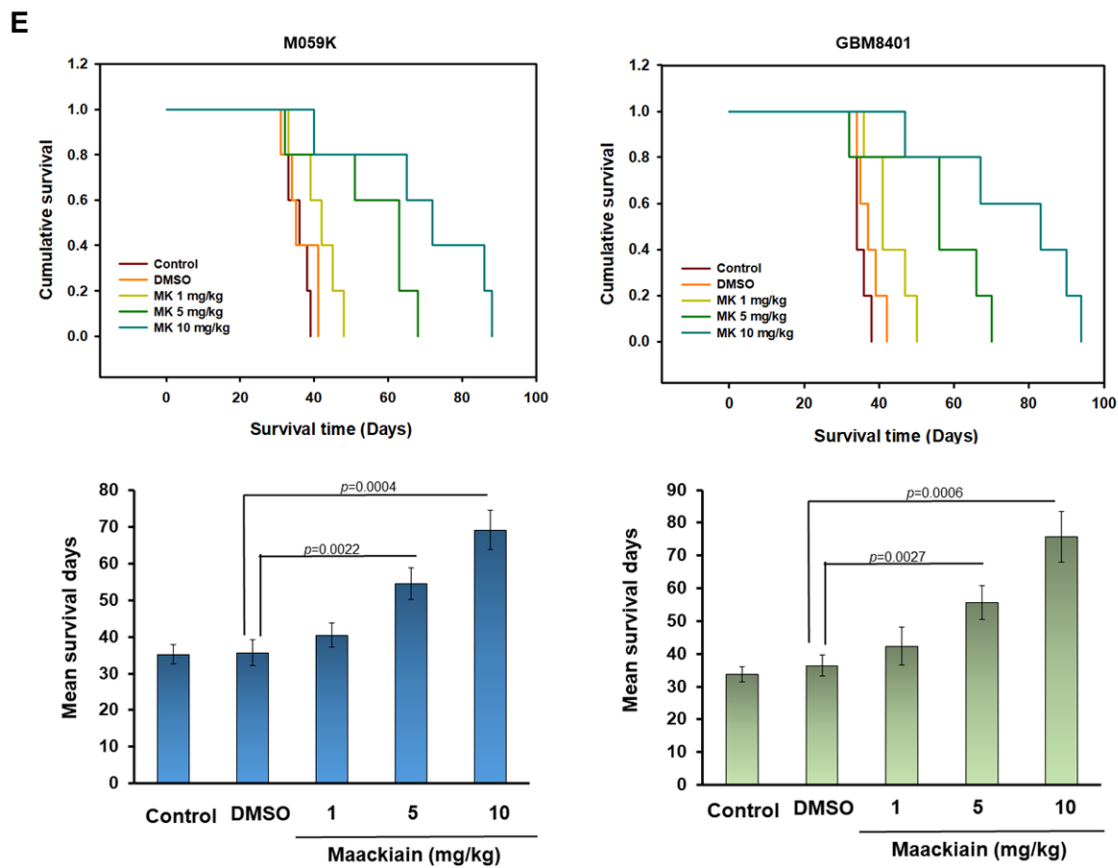 E
M059K
1.2
1.0
0.8
0.6
0.4
0.2
0.0
Cumulative survival
Control
DMSO
MK 1 mg/kg
MK 5 mg/kg
MK 10 mg/kg
0 20 40 60 80 100
Survival time (Days)
GBM8401
1.2
1.0
0.8
0.6
0.4
0.2
0.0
Cumulative survival
Control
DMSO
MK 1 mg/kg
MK 5 mg/kg
MK 10 mg/kg
0 20 40 60 80 100
Survival time (Days)
80
70
60
50
40
30
20
10
0
Mean survival days
p=0.0004
p=0.0022
Control DMSO 1 5 10
Maackiain (mg/kg)
90
80
70
60
50
40
30
20
10
0
Mean survival days
p=0.0006
p=0.0027
Control DMSO 1 5 10
Maackiain (mg/kg)